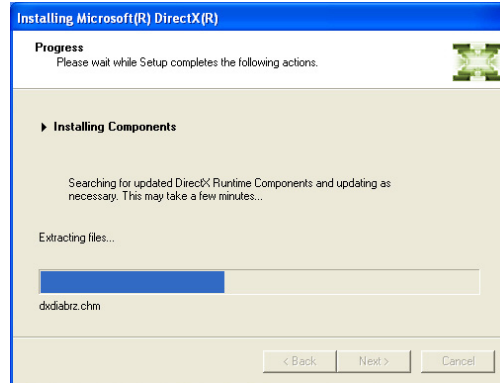 Installing Microsoft(R) DirectX(R)
Progress
Please wait while Setup completes the following actions.
Installing Components
Searching for updated DirectX Runtime Components and updating as
necessary. This may take a few minutes...
Extracting files...
dxdiabrz.chm
< Back Next > Cancel